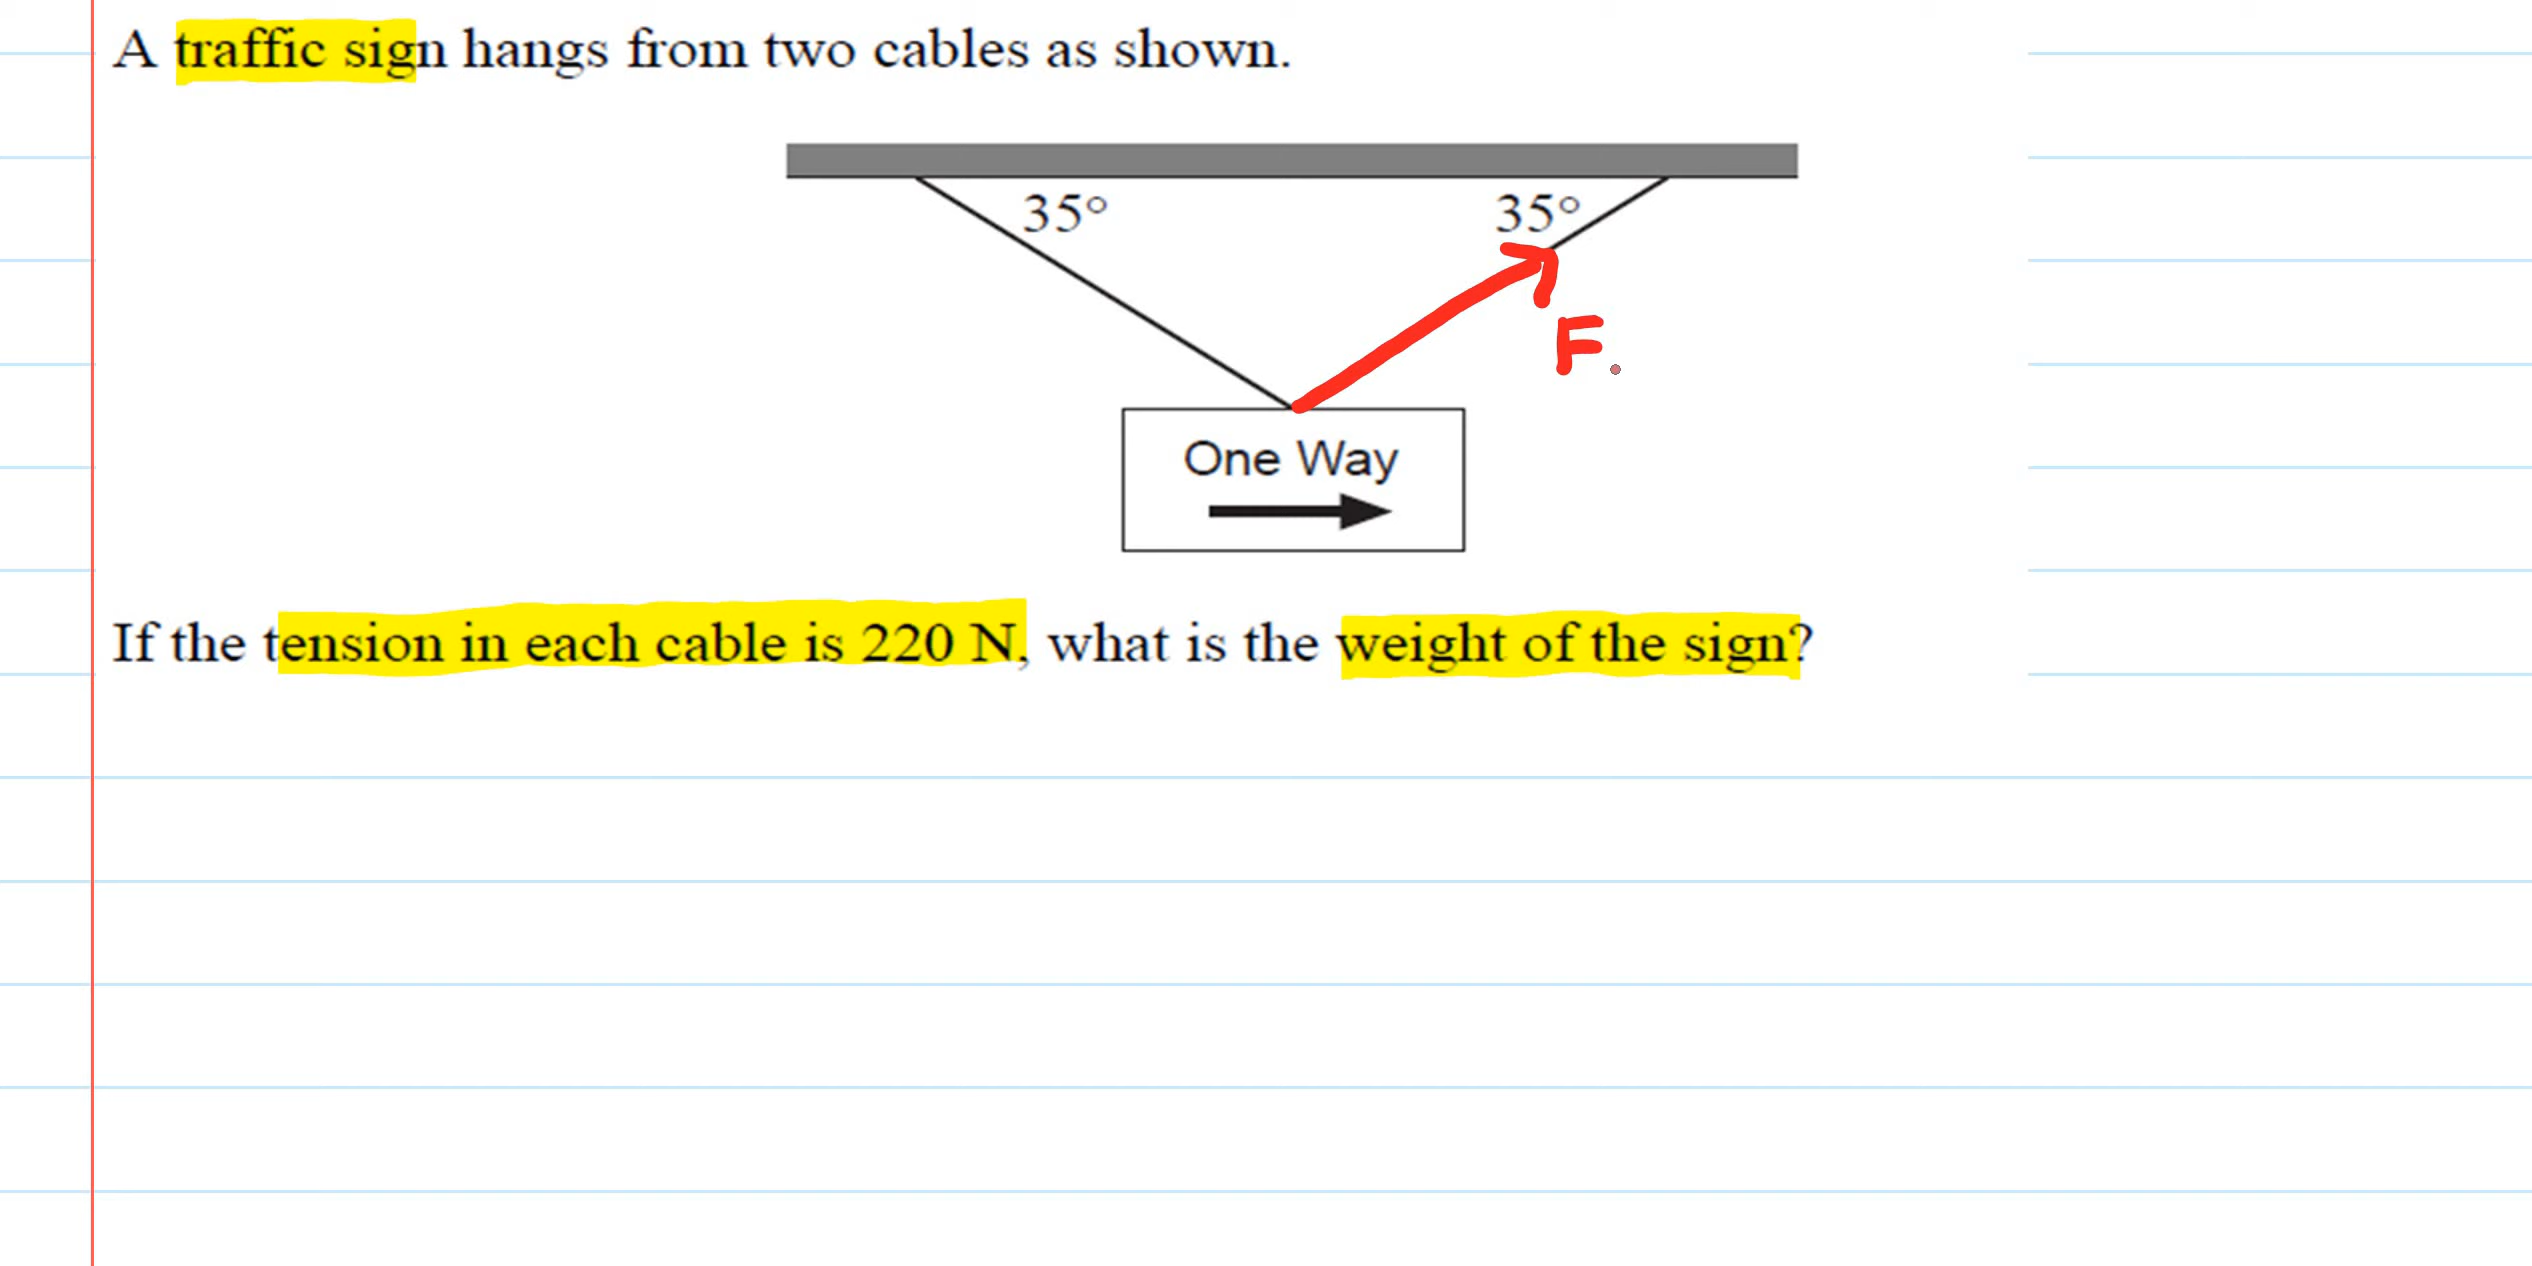 A traffic sign hangs from two cables as shown.
35° 35°
F.
One Way
If the tension in each cable is 220 N, what is the weight of the sign?